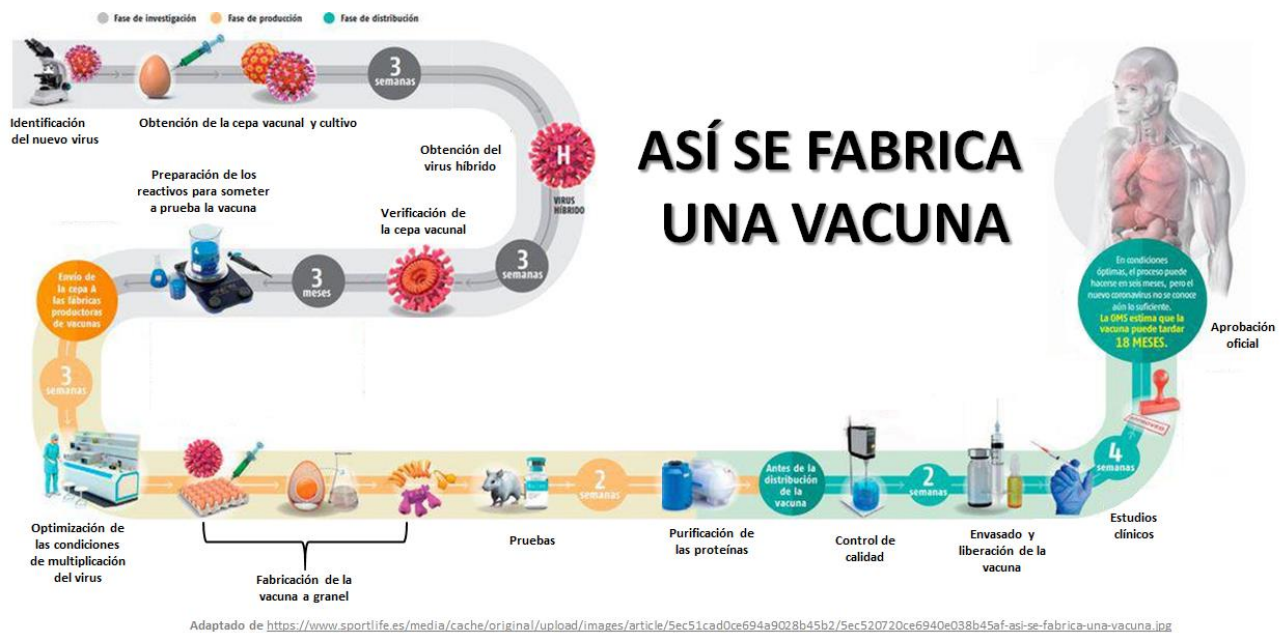 Fase de investigación
Fase de producción
Fase de distribución
3
semanas
Identificación
del nuevo virus
Obtención de la cepa vacunal y cultivo
Obtención del
virus híbrido
H
VIRUS
HÍBRIDO
ASÍ SE FABRICA
UNA VACUNA
Preparación de los
reactivos para someter
a prueba la vacuna
Verificación de
la cepa vacunal
3
semanas
3
meses
Envío de
la cepa A
las fábricas
productoras
de vacunas
3
semanas
En condiciones
óptimas, el proceso puede
hacerse en seis meses, pero el
nuevo coronavirus no se conoce
aún lo suficiente.
La OMS estima que la
vacuna puede tardar
18 MESES.
Aprobación
oficial
APPROVED
4
semanas
2
semanas
Antes de la
distribución
de la
vacuna
2
semanas
Optimización de
las condiciones
de multiplicación
del virus
Fabricación de la
vacuna a granel
Pruebas
Purificación de
las proteínas
Control de
calidad
Envasado y
liberación de la
vacuna
Estudios
clínicos
Adaptado de https://www.sportlife.es/media/cache/original/upload/images/article/5ec51cad0ce694a9028b45b2/5ec520720ce6940e038b45af-asi-se-fabrica-una-vacuna.jpg